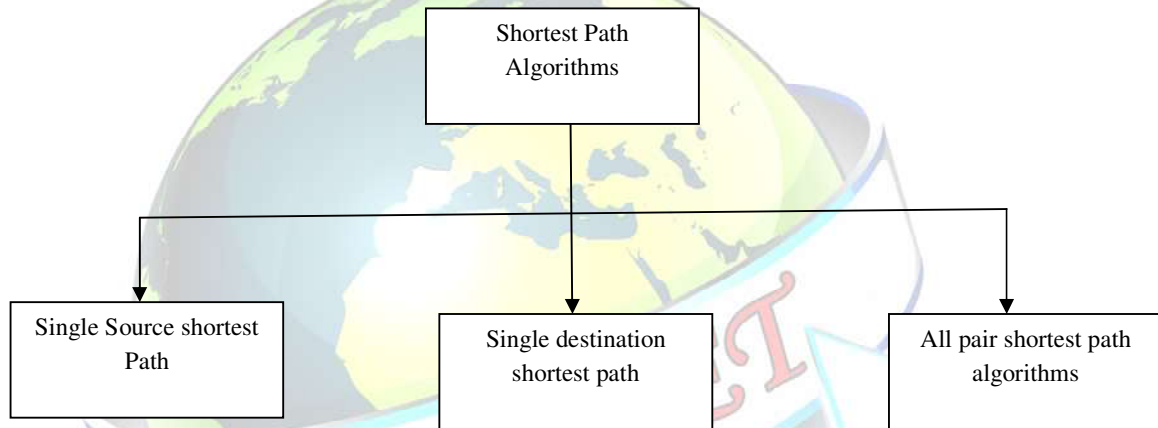 Shortest Path
Algorithms
Single Source shortest
Path
Single destination
shortest path
All pair shortest path
algorithms